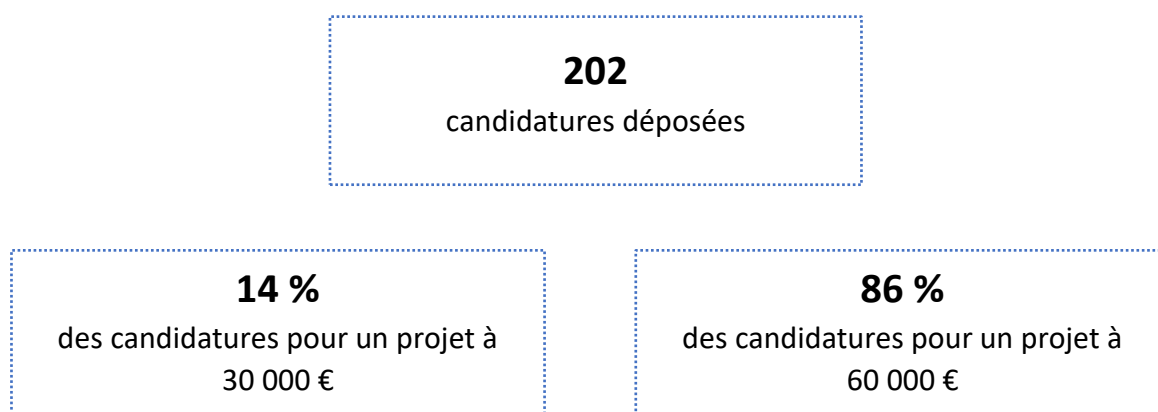 202
candidatures déposées
14 %
des candidatures pour un projet à
30 000 €
86 %
des candidatures pour un projet à
60 000 €